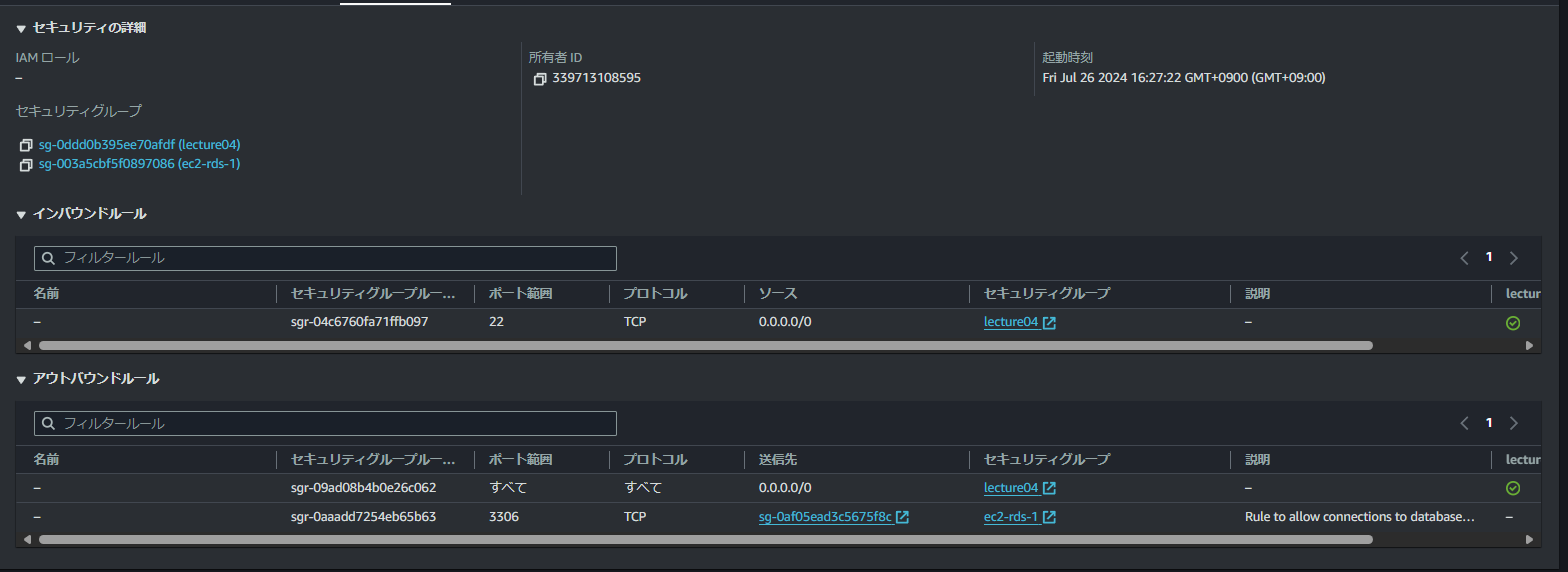 セキュリティの詳細
IAM ロール
–
所有者 ID
339713108595
起動時刻
Fri Jul 26 2024 16:27:22 GMT+0900 (GMT+09:00)
セキュリティグループ
sg-0ddd0b395ee70afdf (lecture04)
sg-003a5cbf5f0897086 (ec2-rds-1)
インバウンドルール
フィルタールール
1
名前 セキュリティグループルー... ポート範囲 プロトコル ソース セキュリティグループ 説明 lectur
– sgr-04c6760fa71ffb097 22 TCP 0.0.0.0/0 lecture04 –
アウトバウンドルール
フィルタールール
1
名前 セキュリティグループルー... ポート範囲 プロトコル 送信先 セキュリティグループ 説明 lectur
– sgr-09ad08b4b0e26c062 すべて すべて 0.0.0.0/0 lecture04 –
– sgr-0aaadd7254eb65b63 3306 TCP sg-0af05ead3c5675f8c ec2-rds-1 Rule to allow connections to database... –